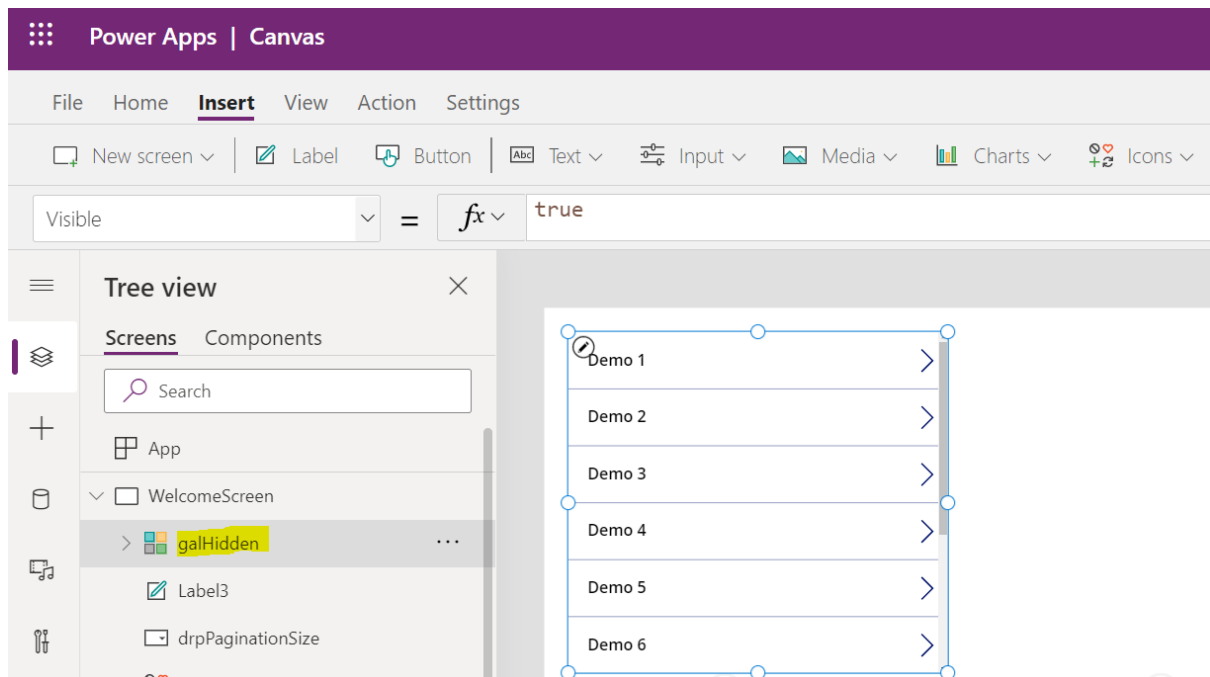 Power Apps | Canvas
File Home Insert View Action Settings
New screen Label Button Abc Text Input Media Charts Icons
Visible = fx true
Tree view
Screens Components
Search
App
WelcomeScreen
galHidden ...
Label3
drpPaginationSize
Demo 1
Demo 2
Demo 3
Demo 4
Demo 5
Demo 6